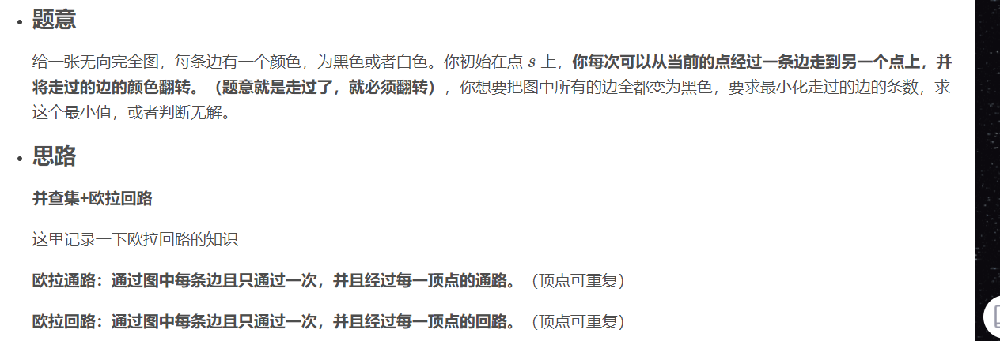 题意
给一张无向完全图，每条边有一个颜色，为黑色或者白色。你初始在点 s 上，你每次可以从当前的点经过一条边走到另一个点上，并
将走过的边的颜色翻转。（题意就是走过了，就必须翻转），你想要把图中所有的边全都变为黑色，要求最小化走过的边的条数，求
这个最小值，或者判断无解。
思路
并查集+欧拉回路
这里记录一下欧拉回路的知识
欧拉通路：通过图中每条边且只通过一次，并且经过每一顶点的通路。（顶点可重复）
欧拉回路：通过图中每条边且只通过一次，并且经过每一顶点的回路。（顶点可重复）